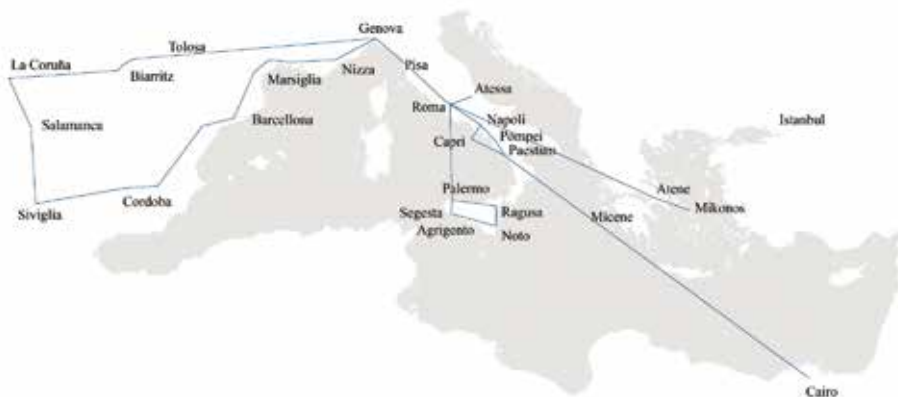 Genova
Tolosa
La Coruña
Biarritz
Marsiglia
Nizza
Pisa
Atessa
Roma
Salamanca
Barcellona
Napoli
Istanbul
Capri
Pompei
Paestum
Palermo
Atene
Siviglia
Cordoba
Segesta
Ragusa
Micene
Mikonos
Agrigento
Noto
Cairo